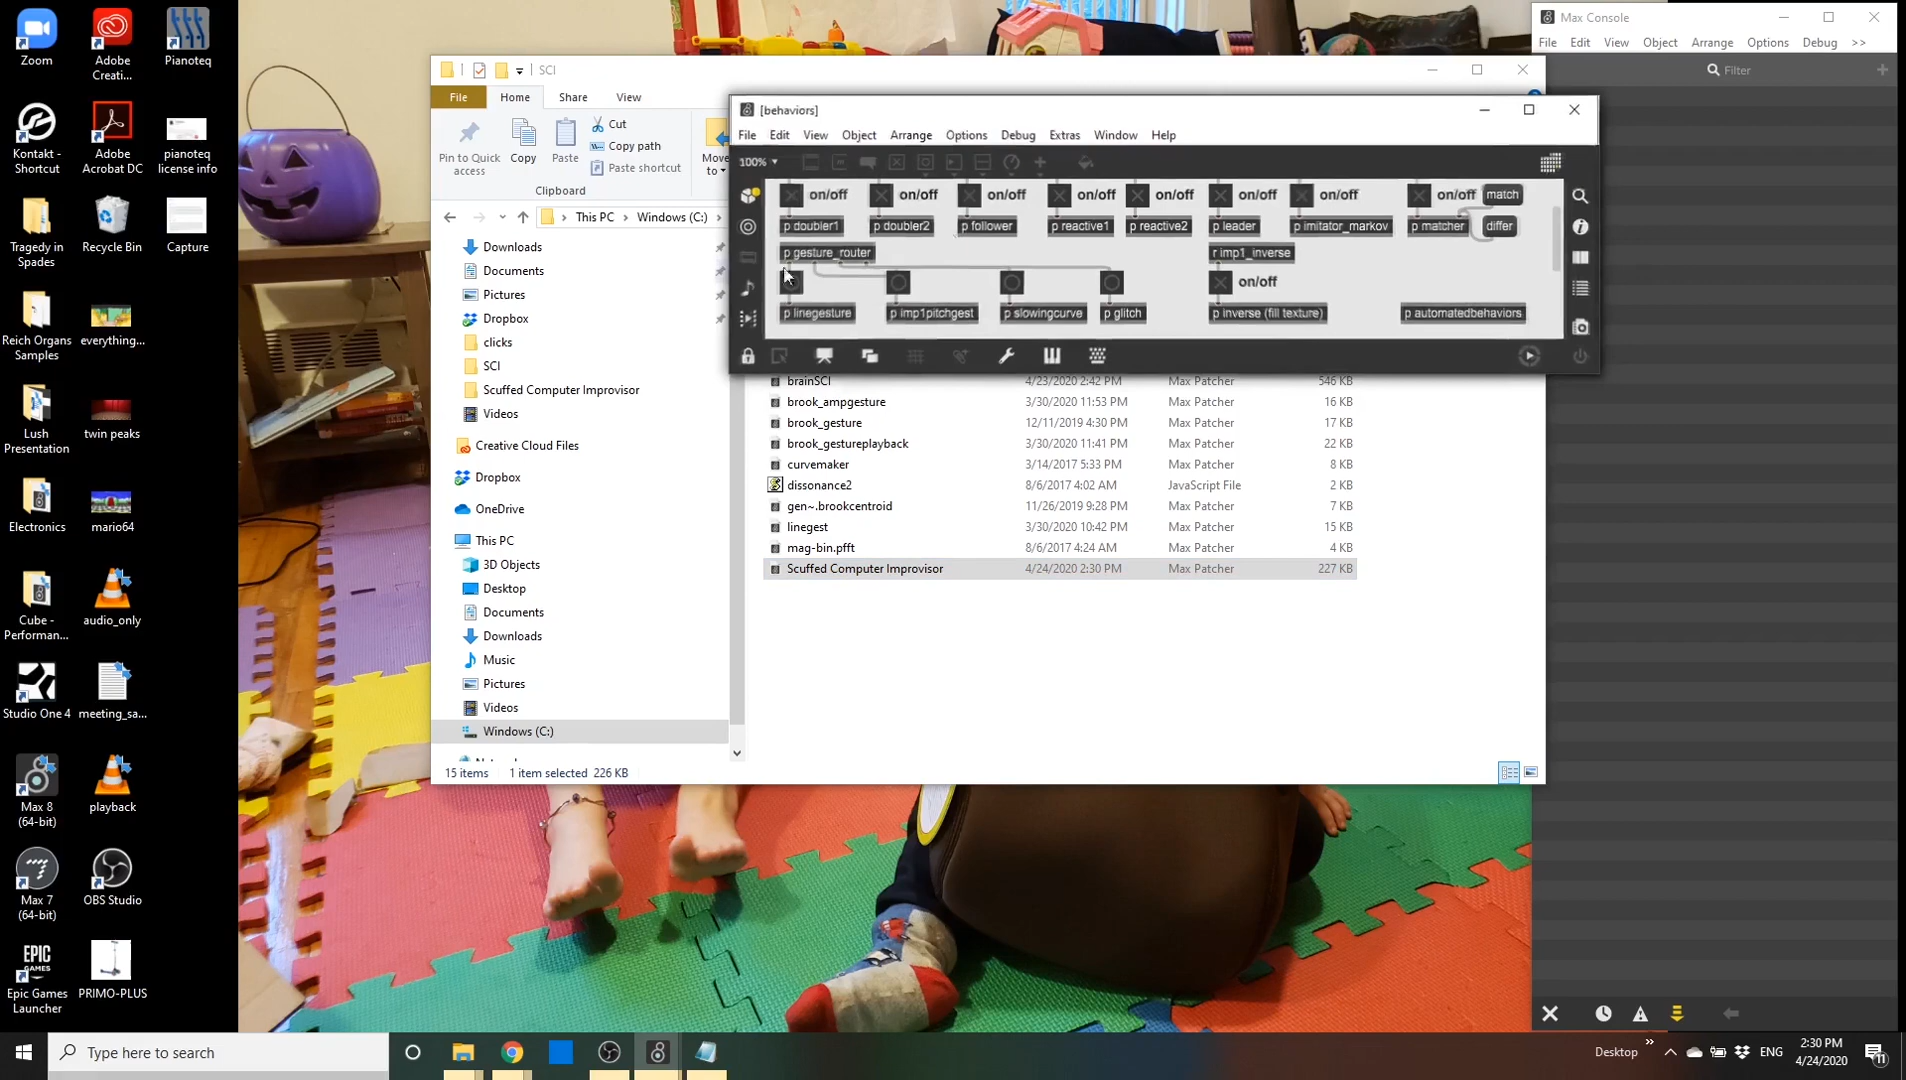 Zoom
Adobe Creati...
Pianoteq
Kontakt - Shortcut
Adobe Acrobat DC
pianoteq license info
Tragedy in Spades
Recycle Bin
Capture
Reich Organs Samples
everything...
Lush Presentation
twin peaks
Electronics
mario64
Cube - Performan...
audio_only
Studio One 4
meeting_sa...
Max 8 (64-bit)
playback
Max 7 (64-bit)
OBS Studio
EPIC GAMES
Epic Games Launcher
PRIMO-PLUS
SCI
File
Home
Share
View
Pin to Quick access
Copy
Paste
Cut
Copy path
Paste shortcut
Move to
Clipboard
This PC > Windows (C:) >
Downloads
Documents
Pictures
Dropbox
clicks
SCI
Scuffed Computer Improvisor
Videos
Creative Cloud Files
Dropbox
OneDrive
This PC
3D Objects
Desktop
Documents
Downloads
Music
Pictures
Videos
Windows (C:)
15 items 1 item selected 226 KB
[behaviors]
File Edit View Object Arrange Options Debug Extras Window Help
100%
on/off on/off on/off on/off on/off on/off on/off on/off match
p doubler1 p doubler2 p follower p reactive1 p reactive2 p leader p imitator_markov p matcher differ
p gesture_router r imp1_inverse
on/off
p linegesture p imp1pitchgest p slowingcurve p glitch p inverse (fill texture) p automatedbehaviors
brainSCI 4/23/2020 2:42 PM Max Patcher 546 KB
brook_ampgesture 3/30/2020 11:53 PM Max Patcher 16 KB
brook_gesture 12/11/2019 4:30 PM Max Patcher 17 KB
brook_gestureplayback 3/30/2020 11:41 PM Max Patcher 22 KB
curvemaker 3/14/2017 5:33 PM Max Patcher 8 KB
dissonance2 8/6/2017 4:02 AM JavaScript File 2 KB
gen~.brookcentroid 11/26/2019 9:28 PM Max Patcher 7 KB
linegest 3/30/2020 10:42 PM Max Patcher 15 KB
mag-bin.pfft 8/6/2017 4:24 AM Max Patcher 4 KB
Scuffed Computer Improvisor 4/24/2020 2:30 PM Max Patcher 227 KB
Max Console
File Edit View Object Arrange Options Debug >>
Filter
Type here to search
Desktop
ENG
2:30 PM
4/24/2020
11